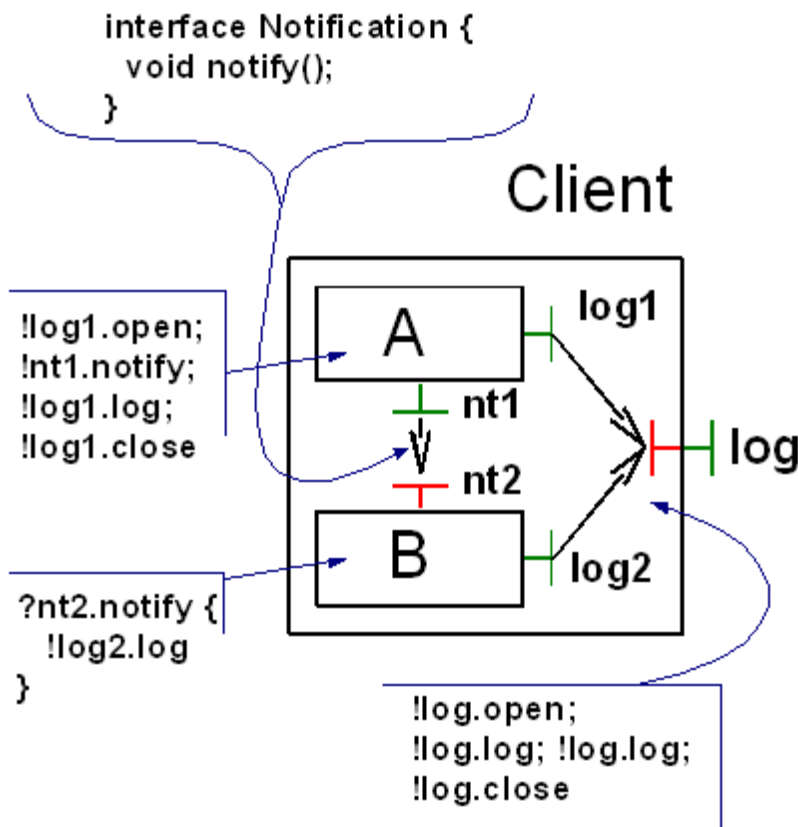 interface Notification {
void notify();
}
Client
!log1.open;
!nt1.notify;
!log1.log;
!log1.close
A
log1
nt1
log
nt2
B
log2
?nt2.notify {
!log2.log
}
!log.open;
!log.log; !log.log;
!log.close